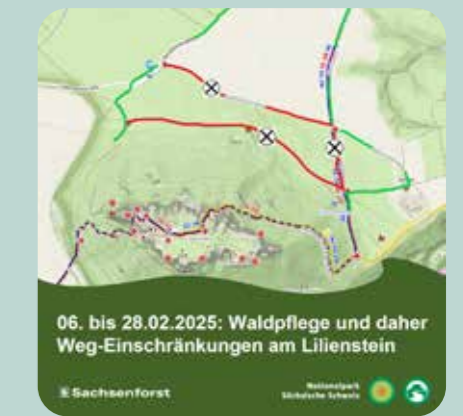 06. bis 28.02.2025: Waldpflege und daher
Weg-Einschränkungen am Lilienstein
Sachsenforst
Nationalpark
Sächsische Schweiz